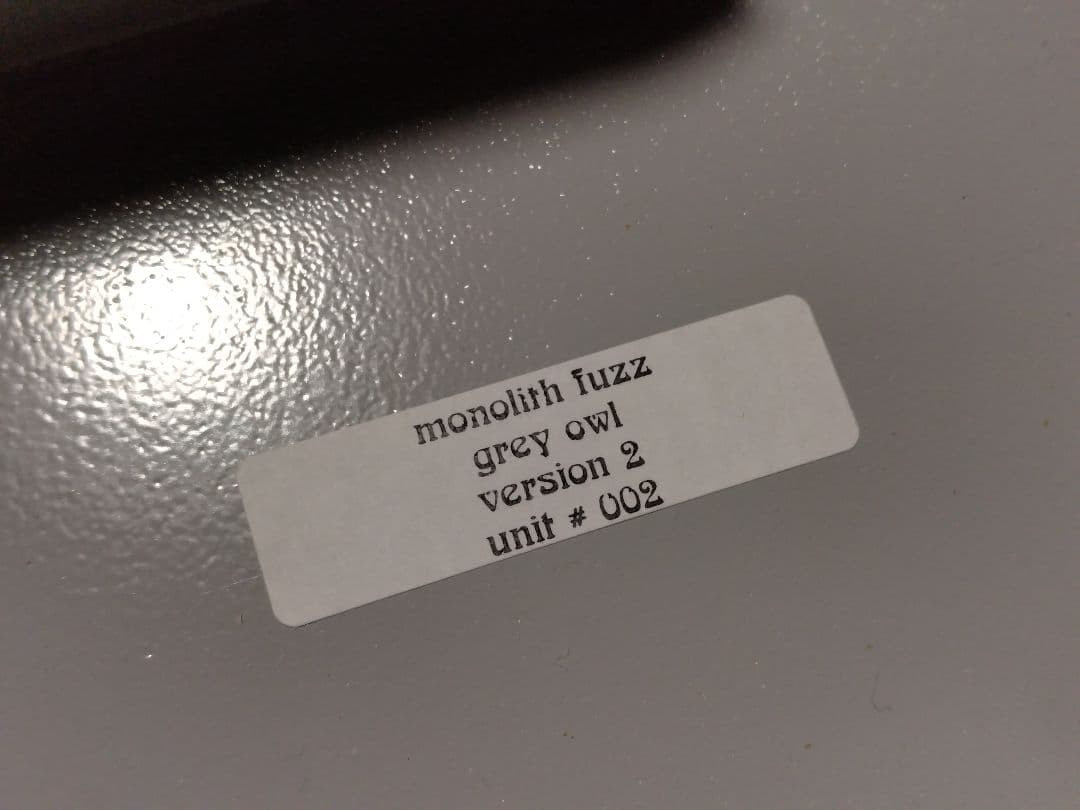 monolith fuzz
grey owl
version 2
unit # 002